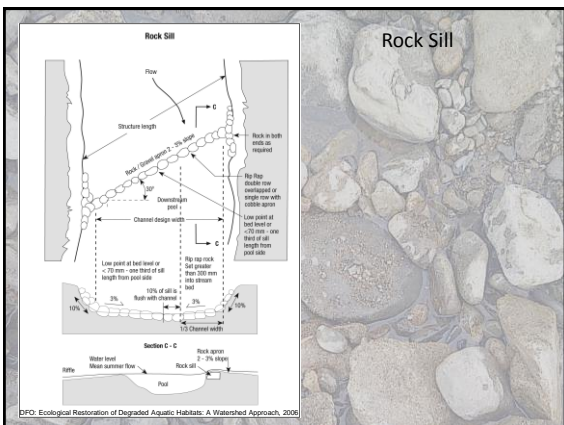 Rock Sill
Rock Sill
Flow
C
Structure length
Rock / Gravel apron 2 - 3% slope
Rock in both
ends as
required
30°
Rip Rap
double row
overlapped or
single row with
cobble apron
Downstream
pool
Channel design width
C
Low point at
bed level or
<70 mm - one
third of sill
length from
pool side
Low point at bed level or
< 70 mm - one third of sill
length from pool side
Rip rap rock
Set greater
than 300 mm
into stream
bed
10% of sill is
flush with channel
10%
3%
3%
10%
1/3 Channel width
Section C - C
Water level
Mean summer flow
Rock apron
2 - 3% slope
Rock sill
Riffle
Pool
DFO: Ecological Restoration of Degraded Aquatic Habitats: A Watershed Approach, 2006